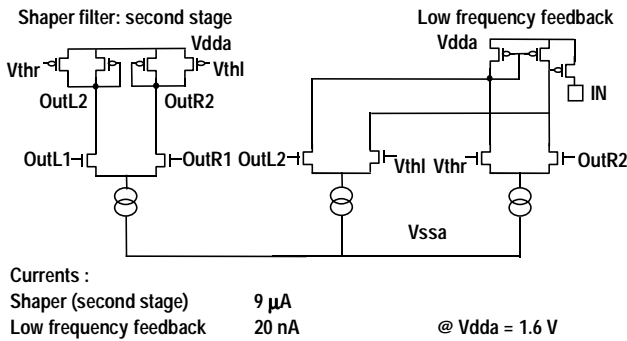 Shaper filter: second stage
Low frequency feedback
Vdda
Vdda
Vthr
Vthl
OutL2
OutR2
IN
OutL1
OutR1
OutL2
Vthl
Vthr
OutR2
Vssa
Currents :
Shaper (second stage) 9 μA
Low frequency feedback 20 nA @ Vdda = 1.6 V